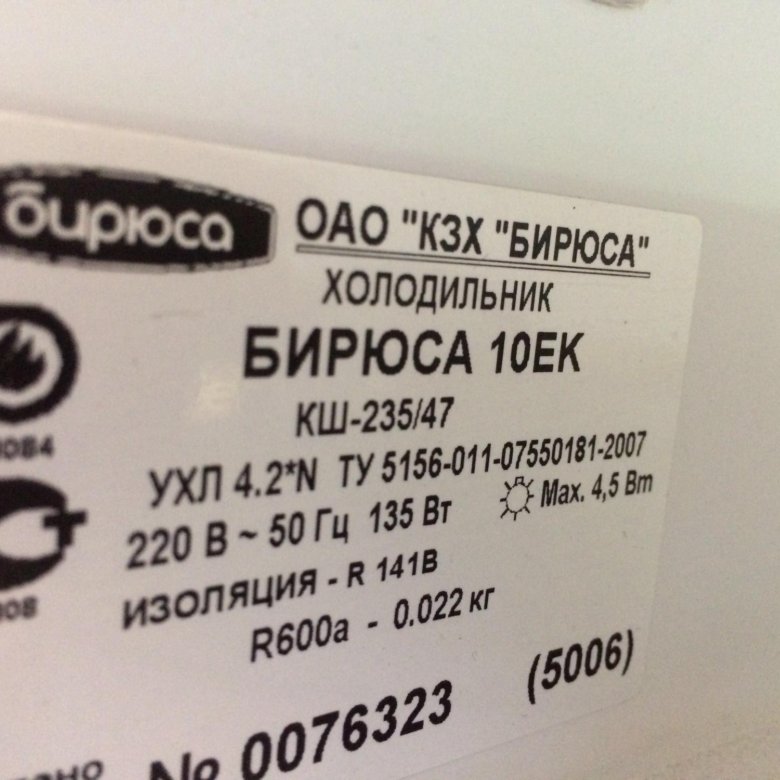 бирюса
ОАО "КЗХ "БИРЮСА"
ХОЛОДИЛЬНИК
БИРЮСА 10ЕК
КШ-235/47
УХЛ 4.2*N ТУ 5156-011-07550181-2007
220 В ~ 50 Гц 135 Вт Max. 4,5 Вт
ИЗОЛЯЦИЯ - R 141B
R600a - 0.022 кг
(5006)
№ 0076323